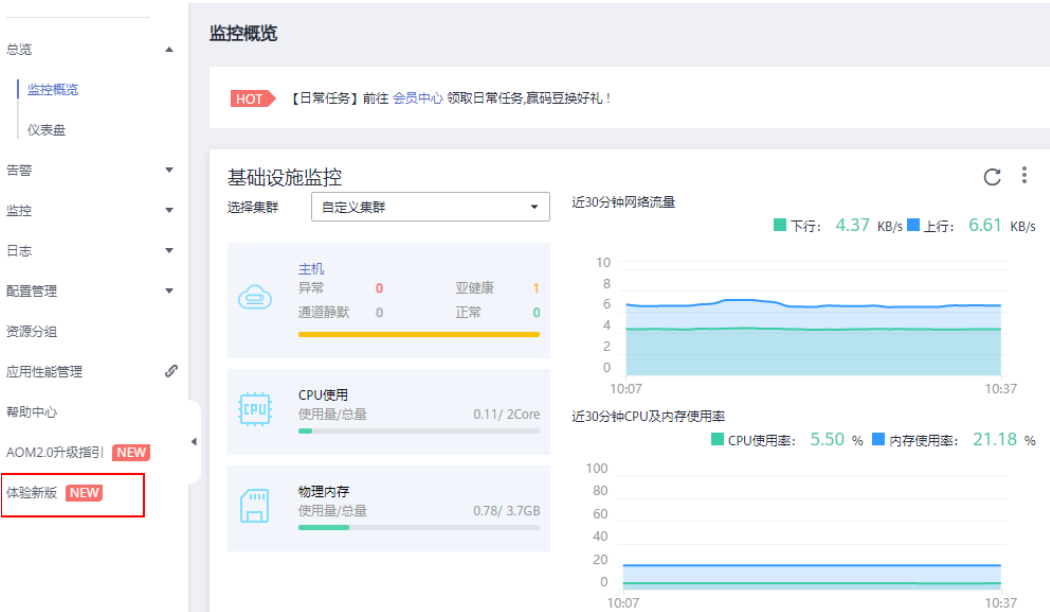 总览
监控概览
仪表盘
告警
监控
日志
配置管理
资源分组
应用性能管理
帮助中心
AOM2.0升级指引 NEW
体验新版 NEW
监控概览
HOT 【日常任务】前往 会员中心 领取日常任务,赢码豆换好礼！
基础设施监控
选择集群 自定义集群
主机
异常 0 亚健康 1
通道静默 0 正常 0
CPU
CPU使用
使用量/总量 0.11/ 2Core
物理内存
使用量/总量 0.78/ 3.7GB
近30分钟网络流量
下行： 4.37 KB/s 上行： 6.61 KB/s
10
8
6
4
2
0
10:07 10:37
近30分钟CPU及内存使用率
CPU使用率： 5.50 % 内存使用率： 21.18 %
100
80
60
40
20
0
10:07 10:37